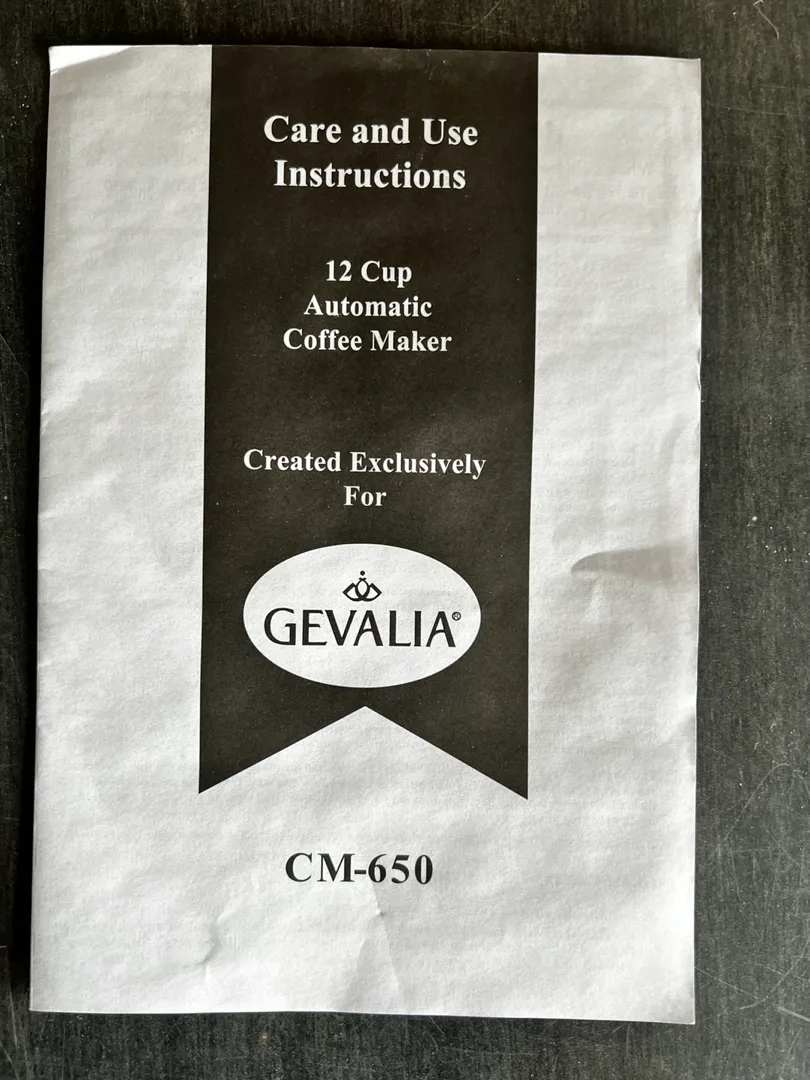 Care and Use
Instructions
12 Cup
Automatic
Coffee Maker
Created Exclusively
For
GEVALIA®
CM-650